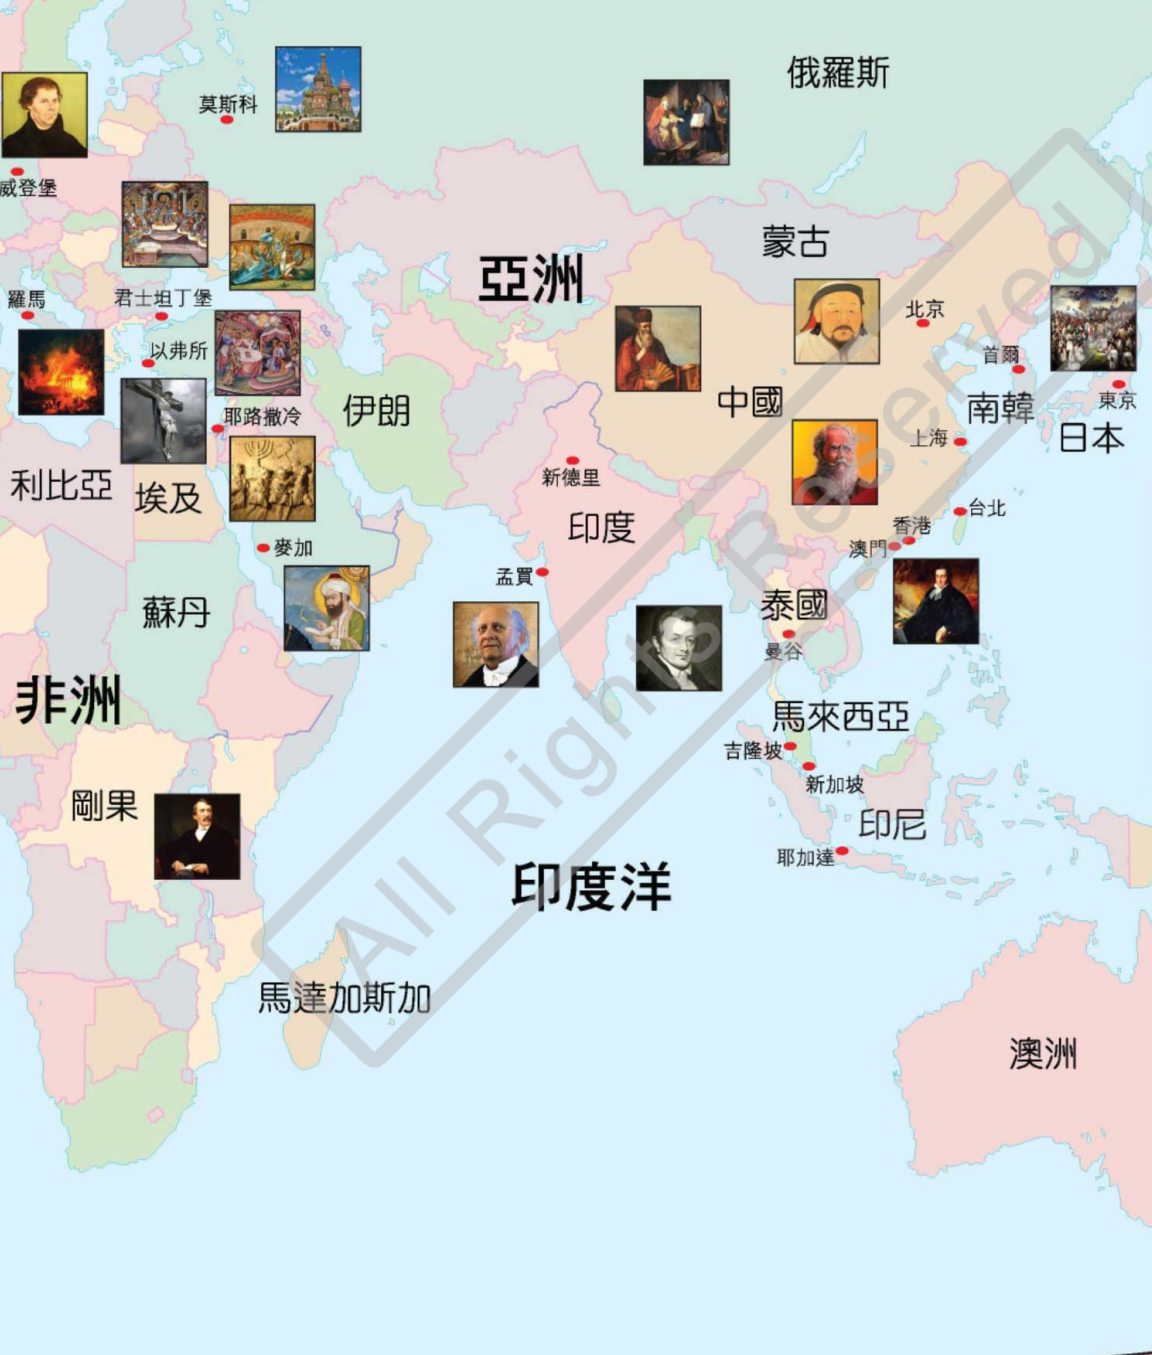 俄羅斯
莫斯科
威登堡
蒙古
亞洲
羅馬
君士坦丁堡
北京
以弗所
首爾
中國
東京
伊朗
南韓
耶路撒冷
上海
日本
利比亞
埃及
新德里
印度
台北
香港
麥加
澳門
孟買
蘇丹
泰國
曼谷
非洲
馬來西亞
吉隆坡
新加坡
剛果
印尼
耶加達
印度洋
馬達加斯加
澳洲
All Rights Reserved